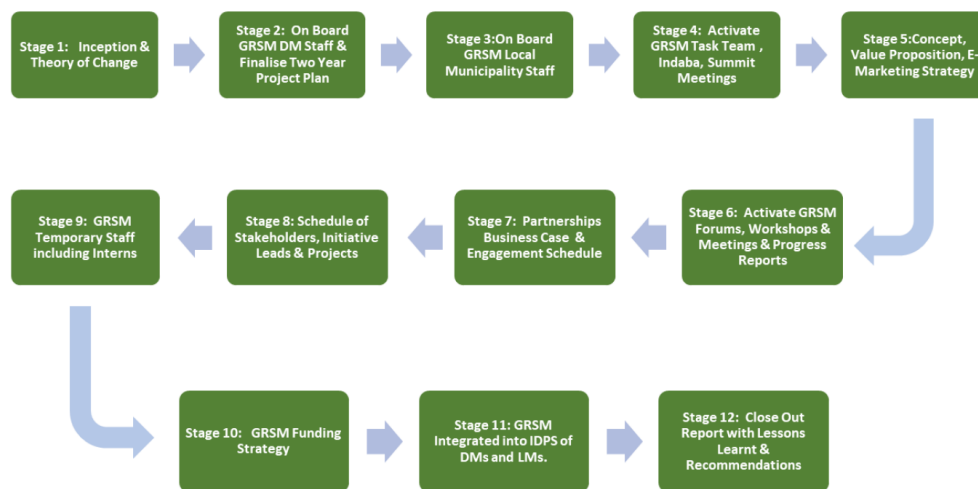 Stage 1:   Inception &
Theory of Change
Stage 2:  On Board
GRSM DM Staff &
Finalise Two Year
Project Plan
Stage 3:On Board
GRSM Local
Municipality Staff
Stage 4:  Activate
GRSM Task Team ,
Indaba, Summit
Meetings
Stage 5:Concept,
Value Proposition, E-
Marketing Strategy
Stage 6:  Activate GRSM
Forums, Workshops &
Meetings & Progress
Reports
Stage 7:  Partnerships
Business Case  &
Engagement Schedule
Stage 8: Schedule of
Stakeholders, Initiative
Leads & Projects
Stage 9:  GRSM
Temporary Staff
including Interns
Stage 10:  GRSM Funding
Strategy
Stage 11: GRSM
Integrated into IDPS of
DMs and LMs.
Stage 12:  Close Out
Report with Lessons
Learnt &
Recommendations